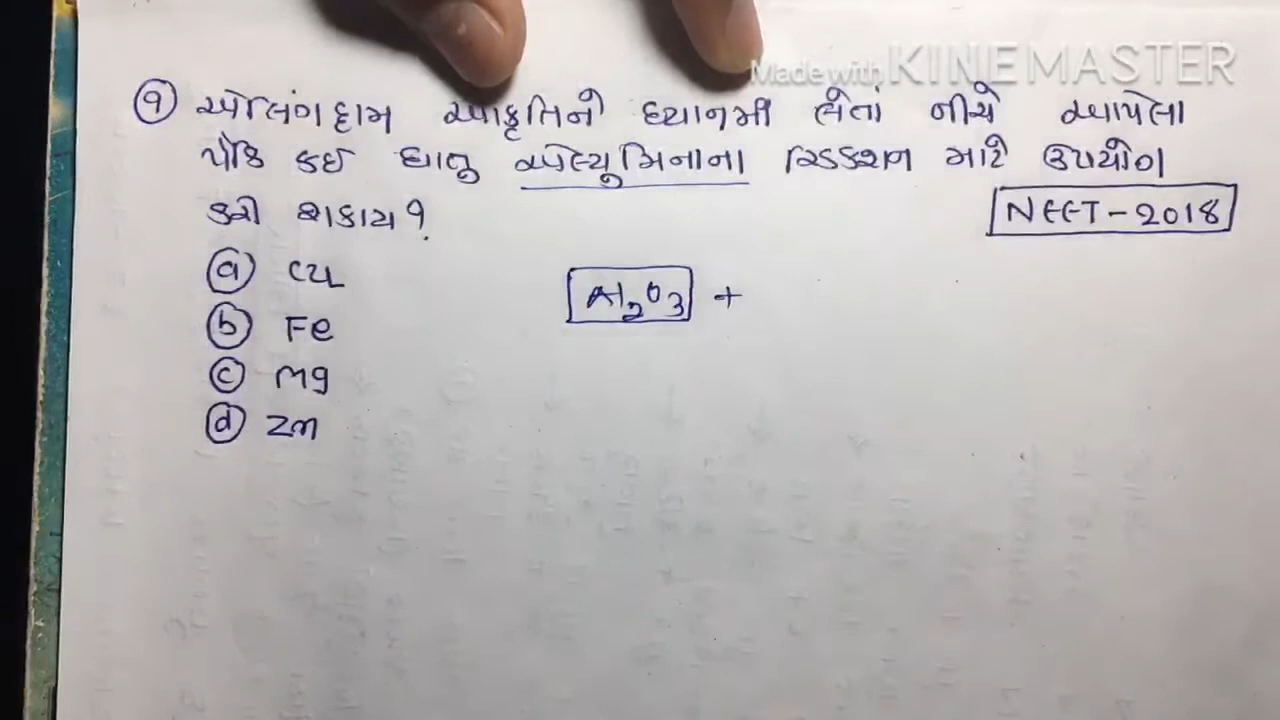 Made with KINEMASTER
૧ એલિંગહામ આકૃતિને ધ્યાનમાં લેતાં નીચે આપેલા
પૈકિ કઈ ધાતુ એલ્યુમિનાના રિડક્શન માટે ઉપયોગ
કરી શકાય ?
NEET-2018
a Cu
Al2O3 +
b Fe
c Mg
d Zn